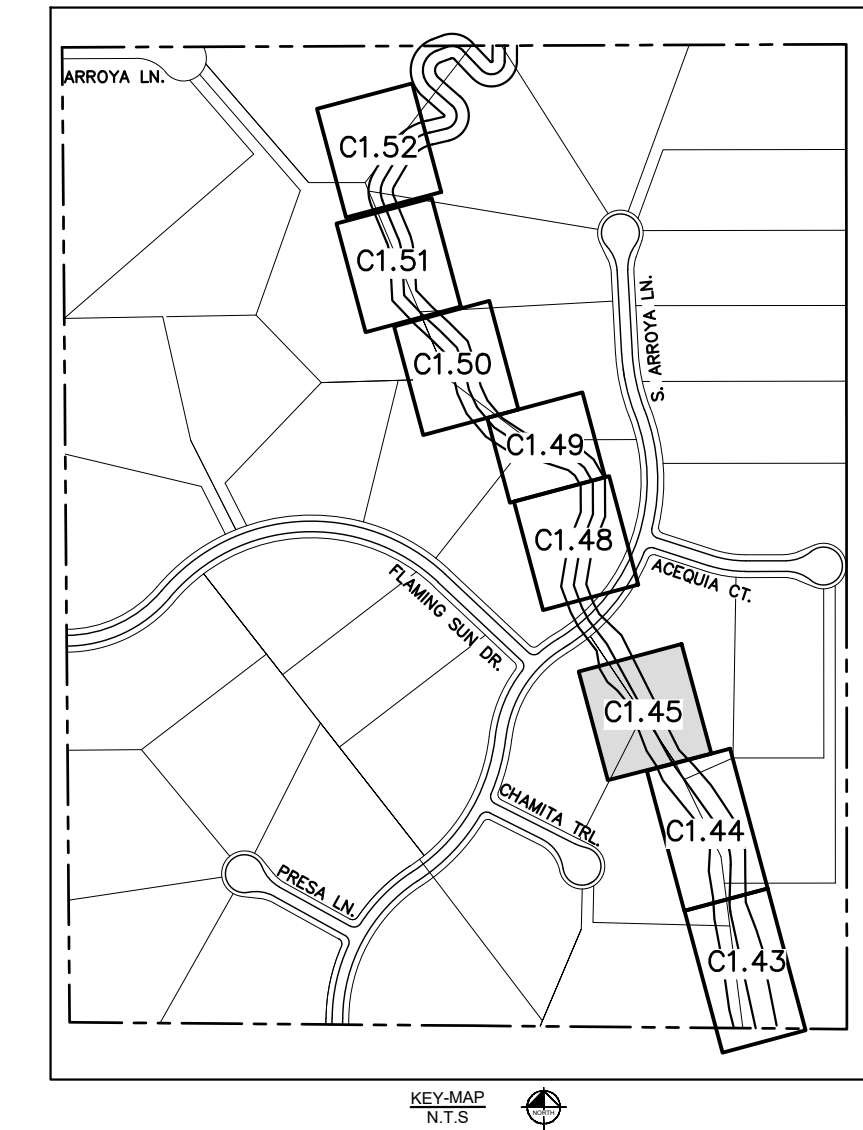 ARROYA LN.
C1.52
C1.51
S. ARROYA LN.
C1.50
C1.49
C1.48
ACEQUIA CT.
FLAMING SUN DR.
C1.45
CHAMITA TRL.
C1.44
PRESA LN.
C1.43
KEY-MAP
N.T.S
NORTH